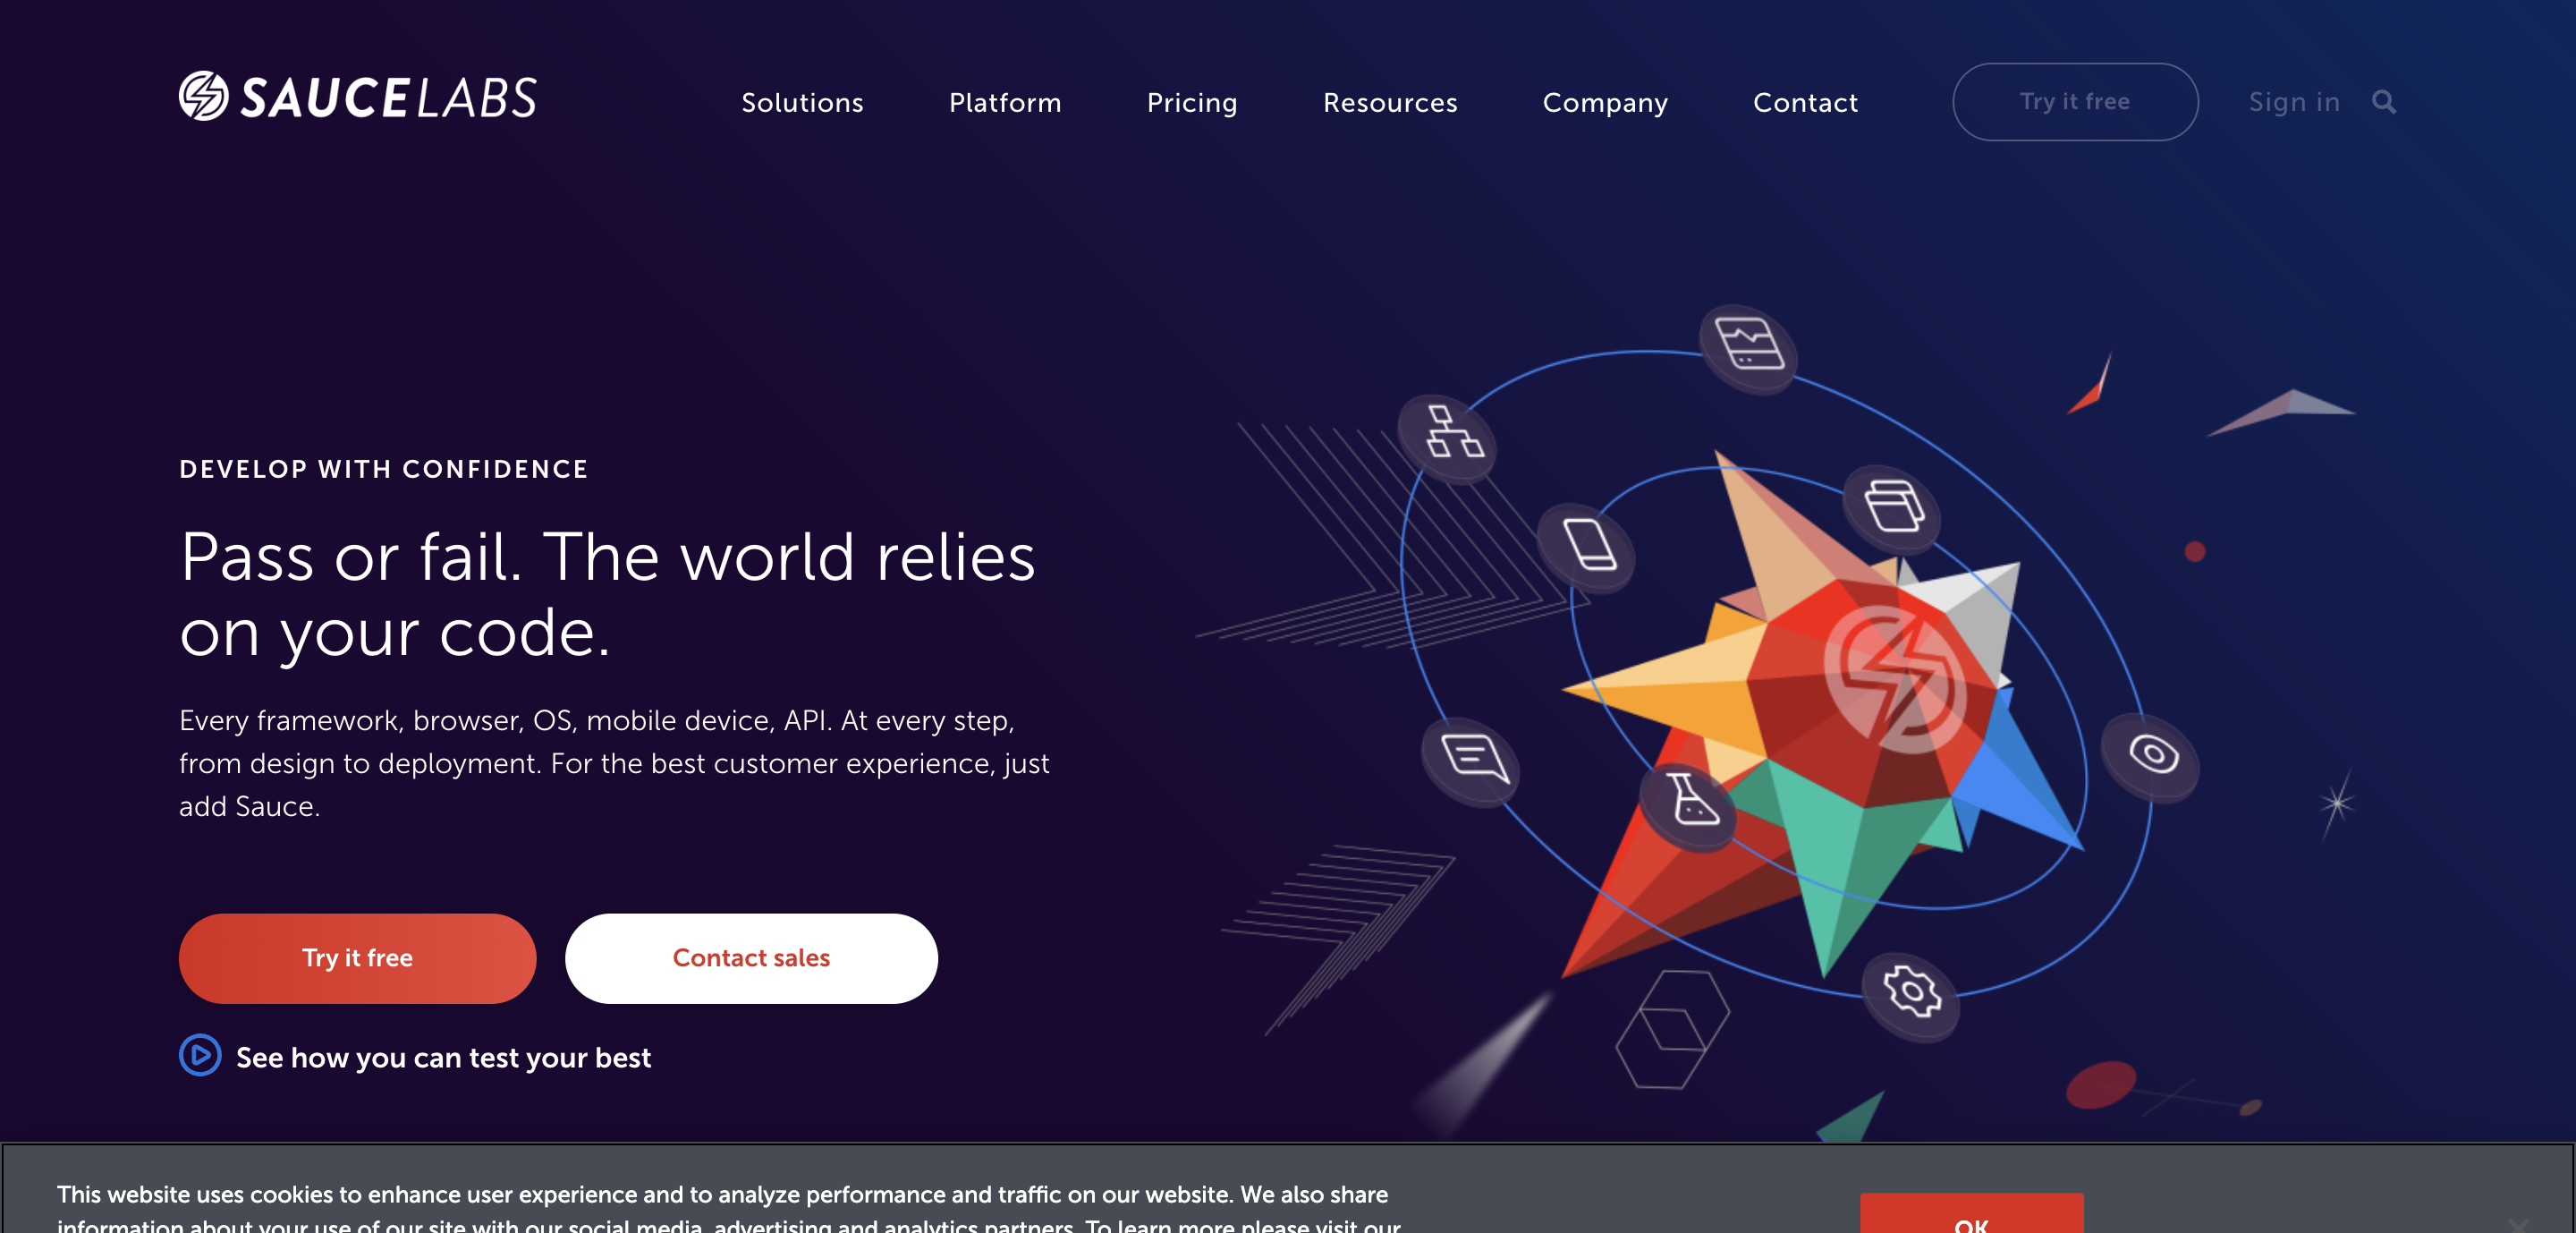 SAUCELABS
Solutions
Platform
Pricing
Resources
Company
Contact
Try it free
Sign in
DEVELOP WITH CONFIDENCE
Pass or fail. The world relies
on your code.
Every framework, browser, OS, mobile device, API. At every step,
from design to deployment. For the best customer experience, just
add Sauce.
Try it free
Contact sales
See how you can test your best
This website uses cookies to enhance user experience and to analyze performance and traffic on our website. We also share
information about your use of our site with our social media, advertising and analytics partners. To learn more please visit our
OK